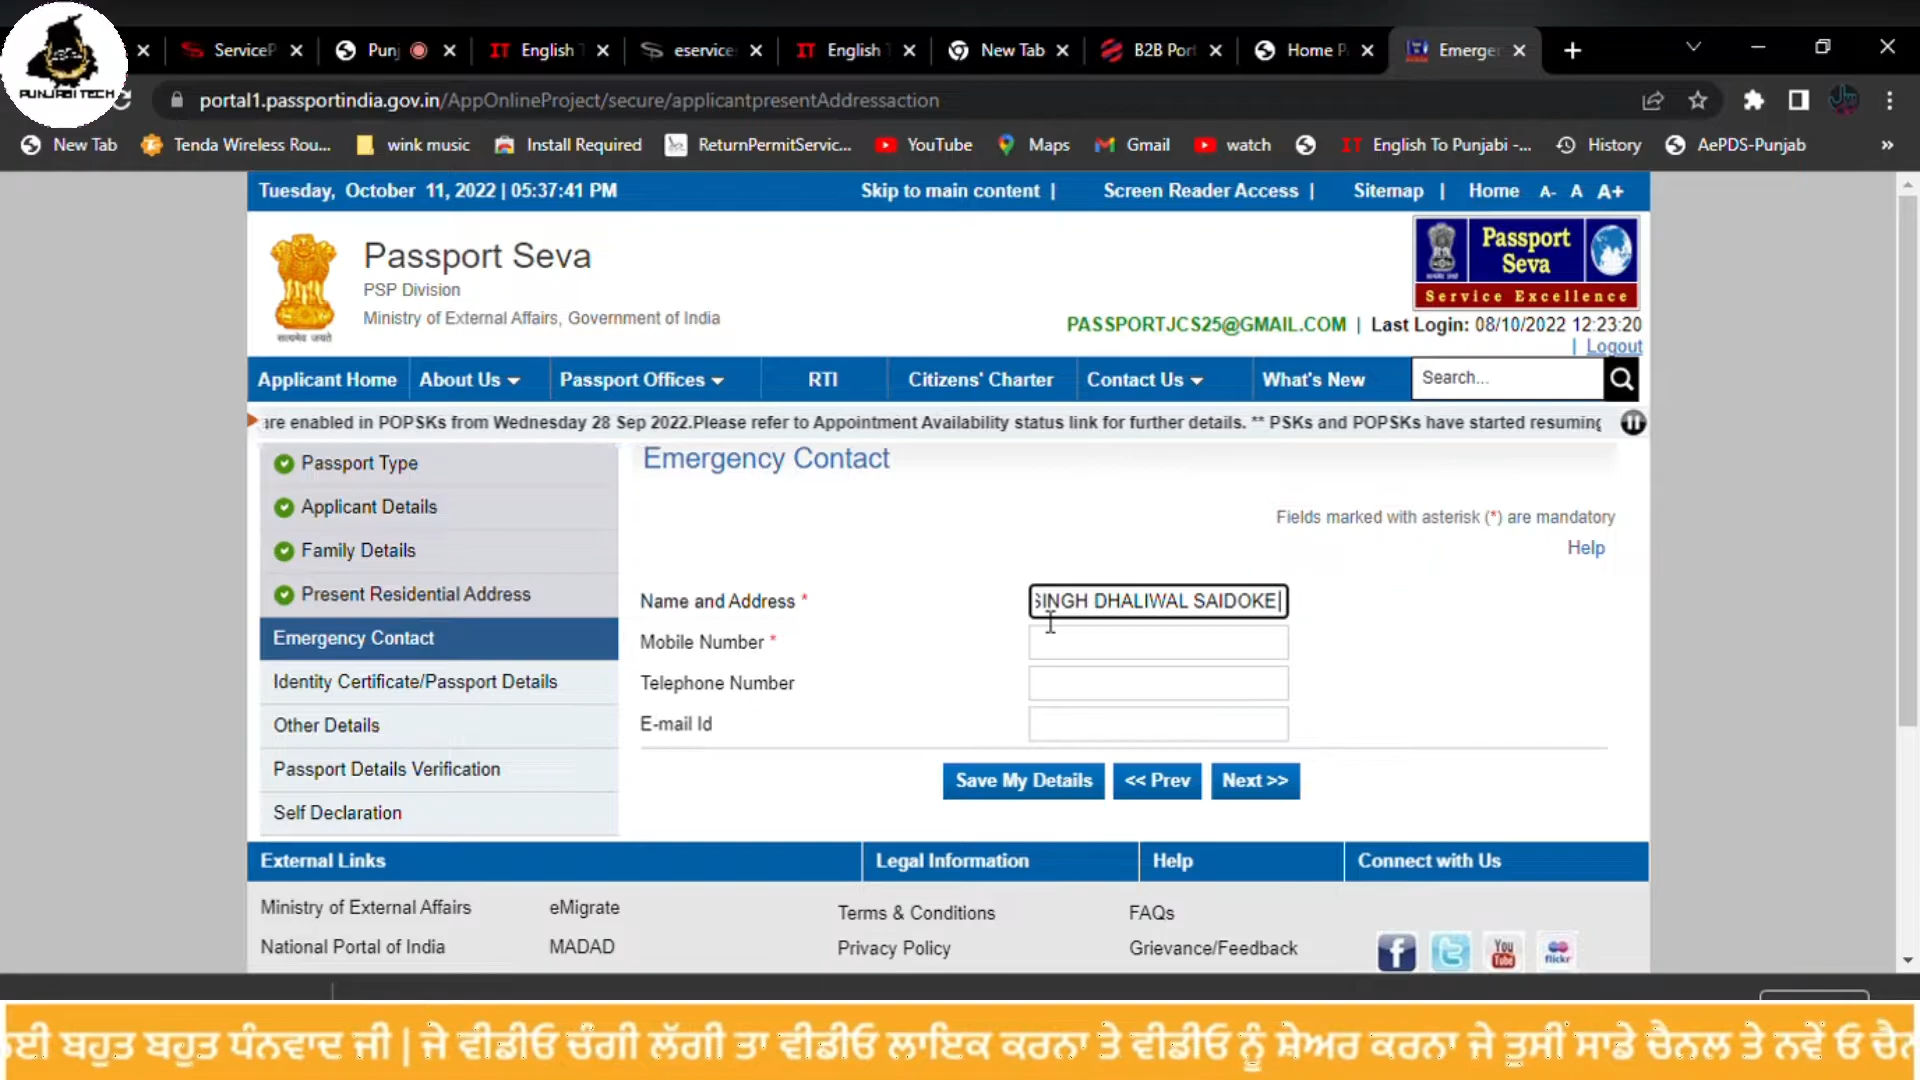 PUNJABI TECH
ServiceP
Punj
English T
eservice
English T
New Tab
B2B Port
Home P
Emerge
portal1.passportindia.gov.in/AppOnlineProject/secure/applicantpresentAddressaction
New Tab
Tenda Wireless Rou...
wink music
Install Required
ReturnPermitServic...
YouTube
Maps
Gmail
watch
IT English To Punjabi -...
History
AePDS-Punjab
»
Tuesday, October 11, 2022 | 05:37:41 PM
Skip to main content |
Screen Reader Access |
Sitemap |
Home
A- A A+
Passport Seva
PSP Division
Ministry of External Affairs, Government of India
सत्यमेव जयते
Passport Seva
Service Excellence
PASSPORTJCS25@GMAIL.COM | Last Login: 08/10/2022 12:23:20
| Logout
Applicant Home
About Us
Passport Offices
RTI
Citizens' Charter
Contact Us
What's New
Search...
are enabled in POPSKs from Wednesday 28 Sep 2022.Please refer to Appointment Availability status link for further details. ** PSKs and POPSKs have started resuming
Passport Type
Applicant Details
Family Details
Present Residential Address
Emergency Contact
Identity Certificate/Passport Details
Other Details
Passport Details Verification
Self Declaration
Emergency Contact
Fields marked with asterisk (*) are mandatory
Help
Name and Address *
SINGH DHALIWAL SAIDOKE
Mobile Number *
Telephone Number
E-mail Id
Save My Details
<< Prev
Next >>
External Links
Legal Information
Help
Connect with Us
Ministry of External Affairs
eMigrate
Terms & Conditions
FAQs
National Portal of India
MADAD
Privacy Policy
Grievance/Feedback
f
You Tube
flickr
ਬਹੁਤ ਬਹੁਤ ਧੰਨਵਾਦ ਜੀ | ਜੇ ਵੀਡੀਓ ਚੰਗੀ ਲੱਗੀ ਤਾ ਵੀਡੀਓ ਲਾਇਕ ਕਰਨਾ ਤੇ ਵੀਡੀਓ ਨੂੰ ਸ਼ੇਅਰ ਕਰਨਾ ਜੇ ਤੁਸੀਂ ਸਾਡੇ ਚੈਨਲ ਤੇ ਨਵੇਂ ਓ